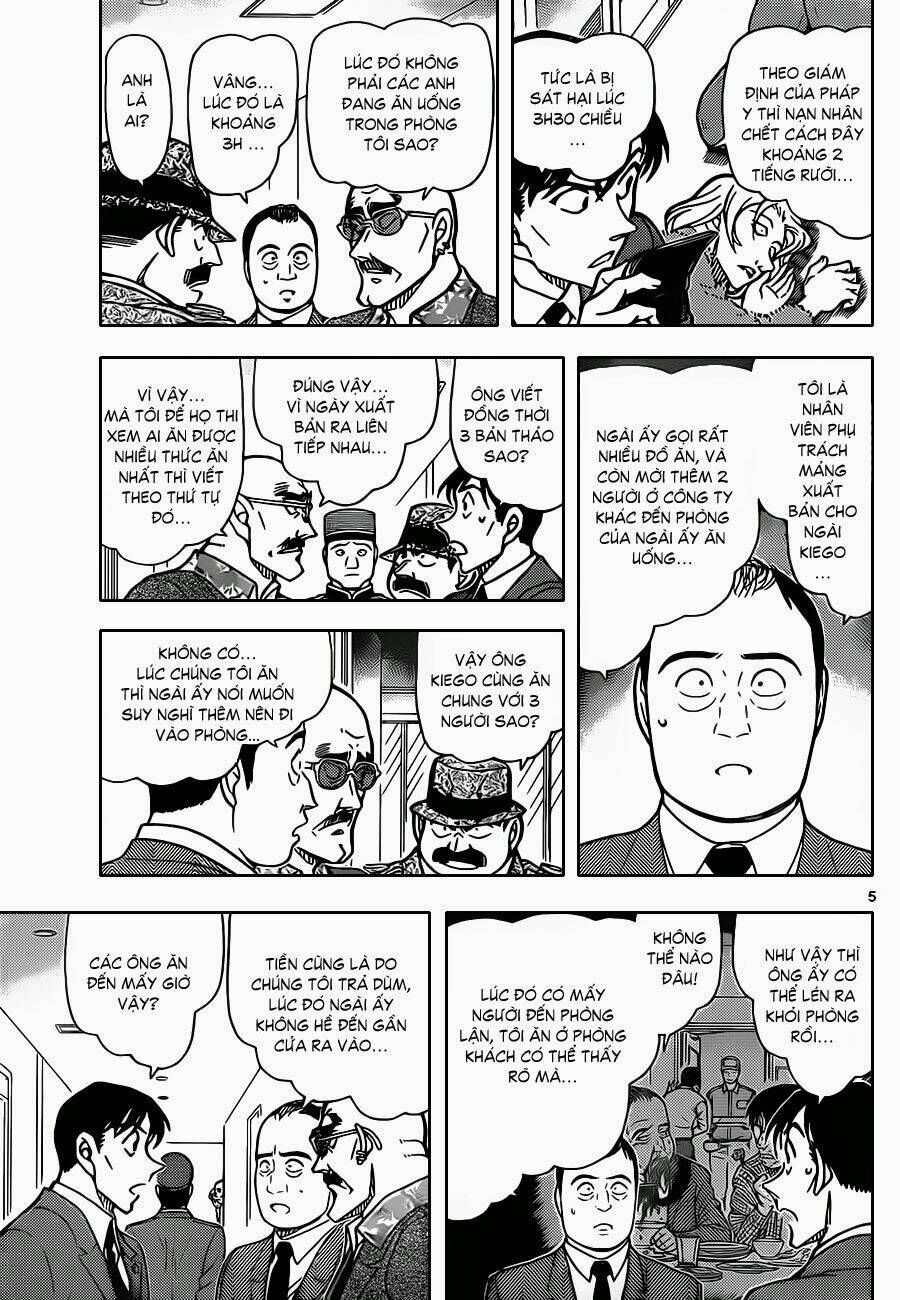 THEO GIÁM
ĐỊNH CỦA PHÁP
Y THÌ NẠN NHÂN
CHẾT CÁCH ĐÂY
KHOẢNG 2
TIẾNG RƯỠI...
TỨC LÀ BỊ
SÁT HẠI LÚC
3H30 CHIỀU
...
LÚC ĐÓ KHÔNG
PHẢI CÁC ANH
ĐANG ĂN UỐNG
TRONG PHÒNG
TÔI SAO?
VÂNG...
LÚC ĐÓ LÀ
KHOẢNG
3H ...
ANH
LÀ
AI?
TÔI LÀ
NHÂN
VIÊN PHỤ
TRÁCH
MẢNG
XUẤT
BẢN CHO
NGÀI
KIEGO
...
NGÀI ẤY GỌI RẤT
NHIỀU ĐỒ ĂN, VÀ
CÒN MỜI THÊM 2
NGƯỜI Ở CÔNG TY
KHÁC ĐẾN PHÒNG
CỦA NGÀI ẤY ĂN
UỐNG...
ÔNG VIẾT
ĐỒNG THỜI
3 BẢN THẢO
SAO?
ĐÚNG VẬY...
VÌ NGÀY XUẤT
BẢN RA LIÊN
TIẾP NHAU...
VÌ VẬY...
MÀ TÔI ĐỂ HỌ THI
XEM AI ĂN ĐƯỢC
NHIỀU THỨC ĂN
NHẤT THÌ VIẾT
THEO THỨ TỰ
ĐÓ...
VẬY ÔNG
KIEGO CÙNG ĂN
CHUNG VỚI 3
NGƯỜI SAO?
KHÔNG CÓ...
LÚC CHÚNG TÔI ĂN
THÌ NGÀI ẤY NÓI MUỐN
SUY NGHĨ THÊM NÊN ĐI
VÀO PHÒNG...
5
NHƯ VẬY THÌ
ÔNG ẤY CÓ
THỂ LÉN RA
KHỎI PHÒNG
RỒI...
KHÔNG
THỂ NÀO
ĐÂU!
LÚC ĐÓ CÓ MẤY
NGƯỜI ĐẾN PHÒNG
LẬN, TÔI ĂN Ở PHÒNG
KHÁCH CÓ THỂ THẤY
RÕ MÀ...
TIỀN CŨNG LÀ DO
CHÚNG TÔI TRẢ DÙM,
LÚC ĐÓ NGÀI ẤY
KHÔNG HỀ ĐẾN GẦN
CỬA RA VÀO...
CÁC ÔNG ĂN
ĐẾN MẤY GIỜ
VẬY?